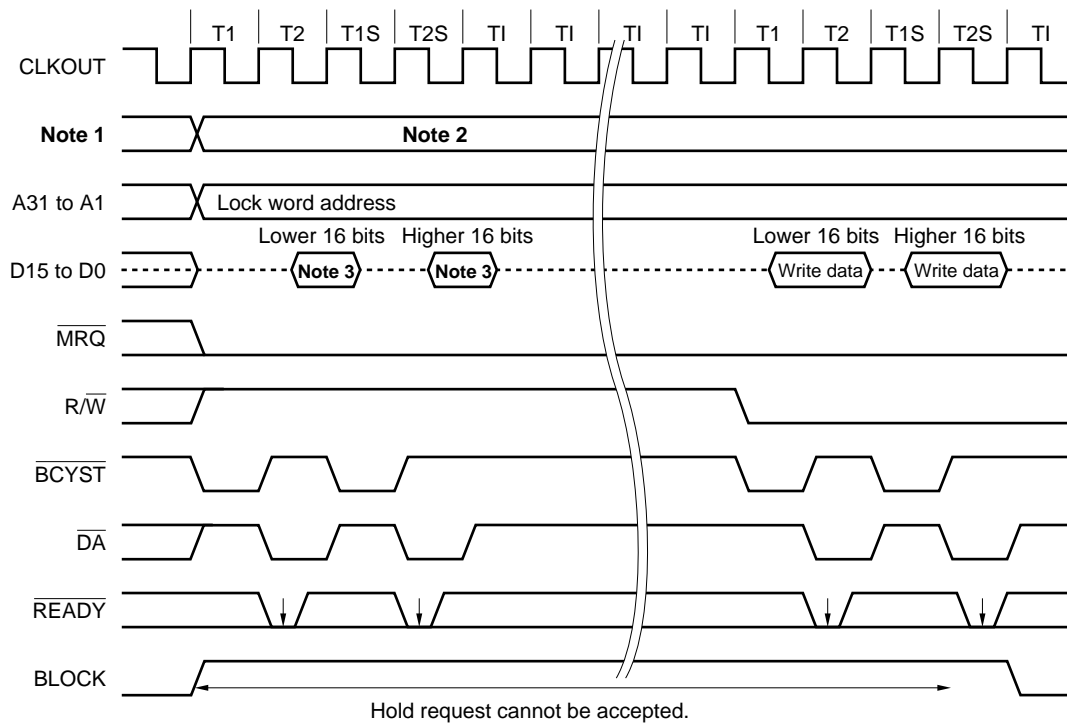 T1 T2 T1S T2S TI TI TI TI T1 T2 T1S T2S TI
CLKOUT
Note 1 Note 2
A31 to A1 Lock word address
Lower 16 bits Higher 16 bits Lower 16 bits Higher 16 bits
D15 to D0 Note 3 Note 3 Write data Write data
MRQ
R/W
BCYST
DA
READY
BLOCK
Hold request cannot be accepted.